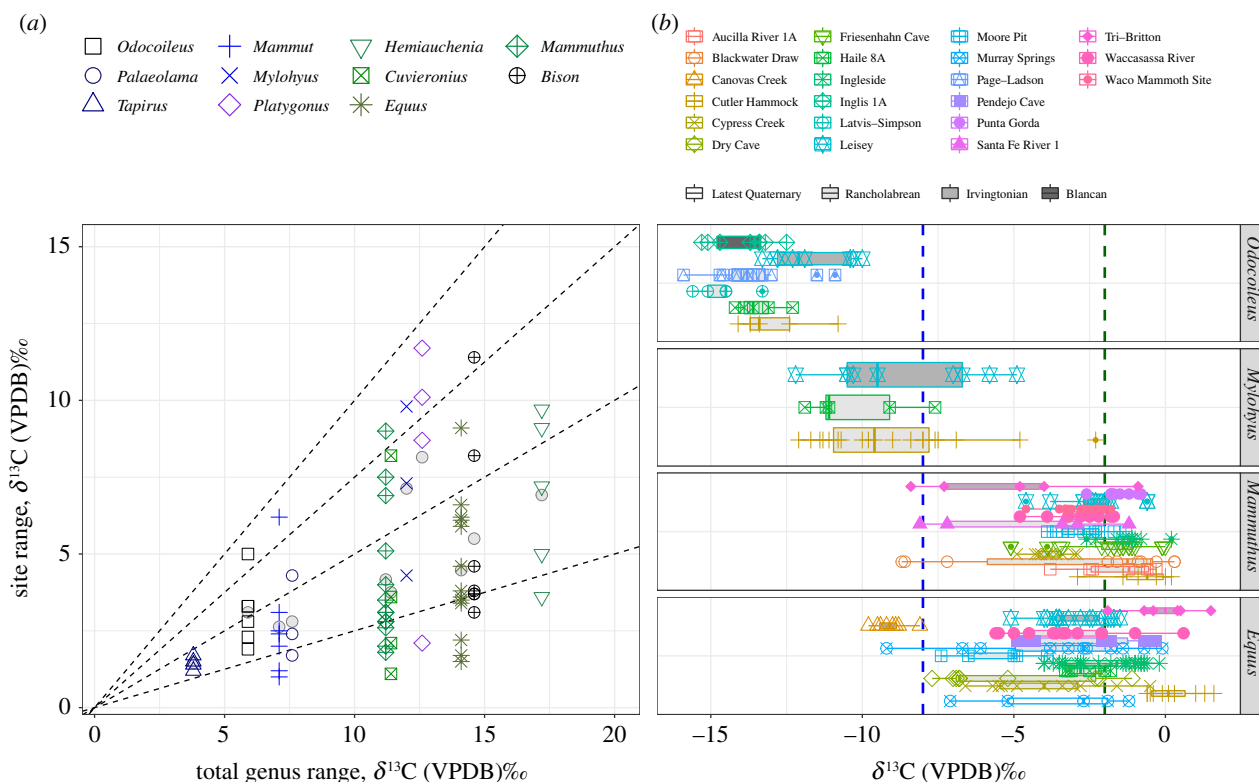 (a)
Odocoileus Mammut Hemiauchenia Mammuthus
Palaeolama Mylohyus Cuvieronius Bison
Tapirus Platygonus Equus
15
10
5
0
site range, δ¹³C (VPDB)‰
0 5 10 15 20
total genus range, δ¹³C (VPDB)‰
(b)
Aucilla River 1A Friesenhahn Cave Moore Pit Tri–Britton
Blackwater Draw Haile 8A Murray Springs Waccasassa River
Canovas Creek Ingleside Page–Ladson Waco Mammoth Site
Cutler Hammock Inglis 1A Pendejo Cave
Cypress Creek Latvis–Simpson Punta Gorda
Dry Cave Leisey Santa Fe River 1
Latest Quaternary Rancholabrean Irvingtonian Blancan
Odocoileus
Mylohyus
Mammuthus
Equus
−15 −10 −5 0
δ¹³C (VPDB)‰